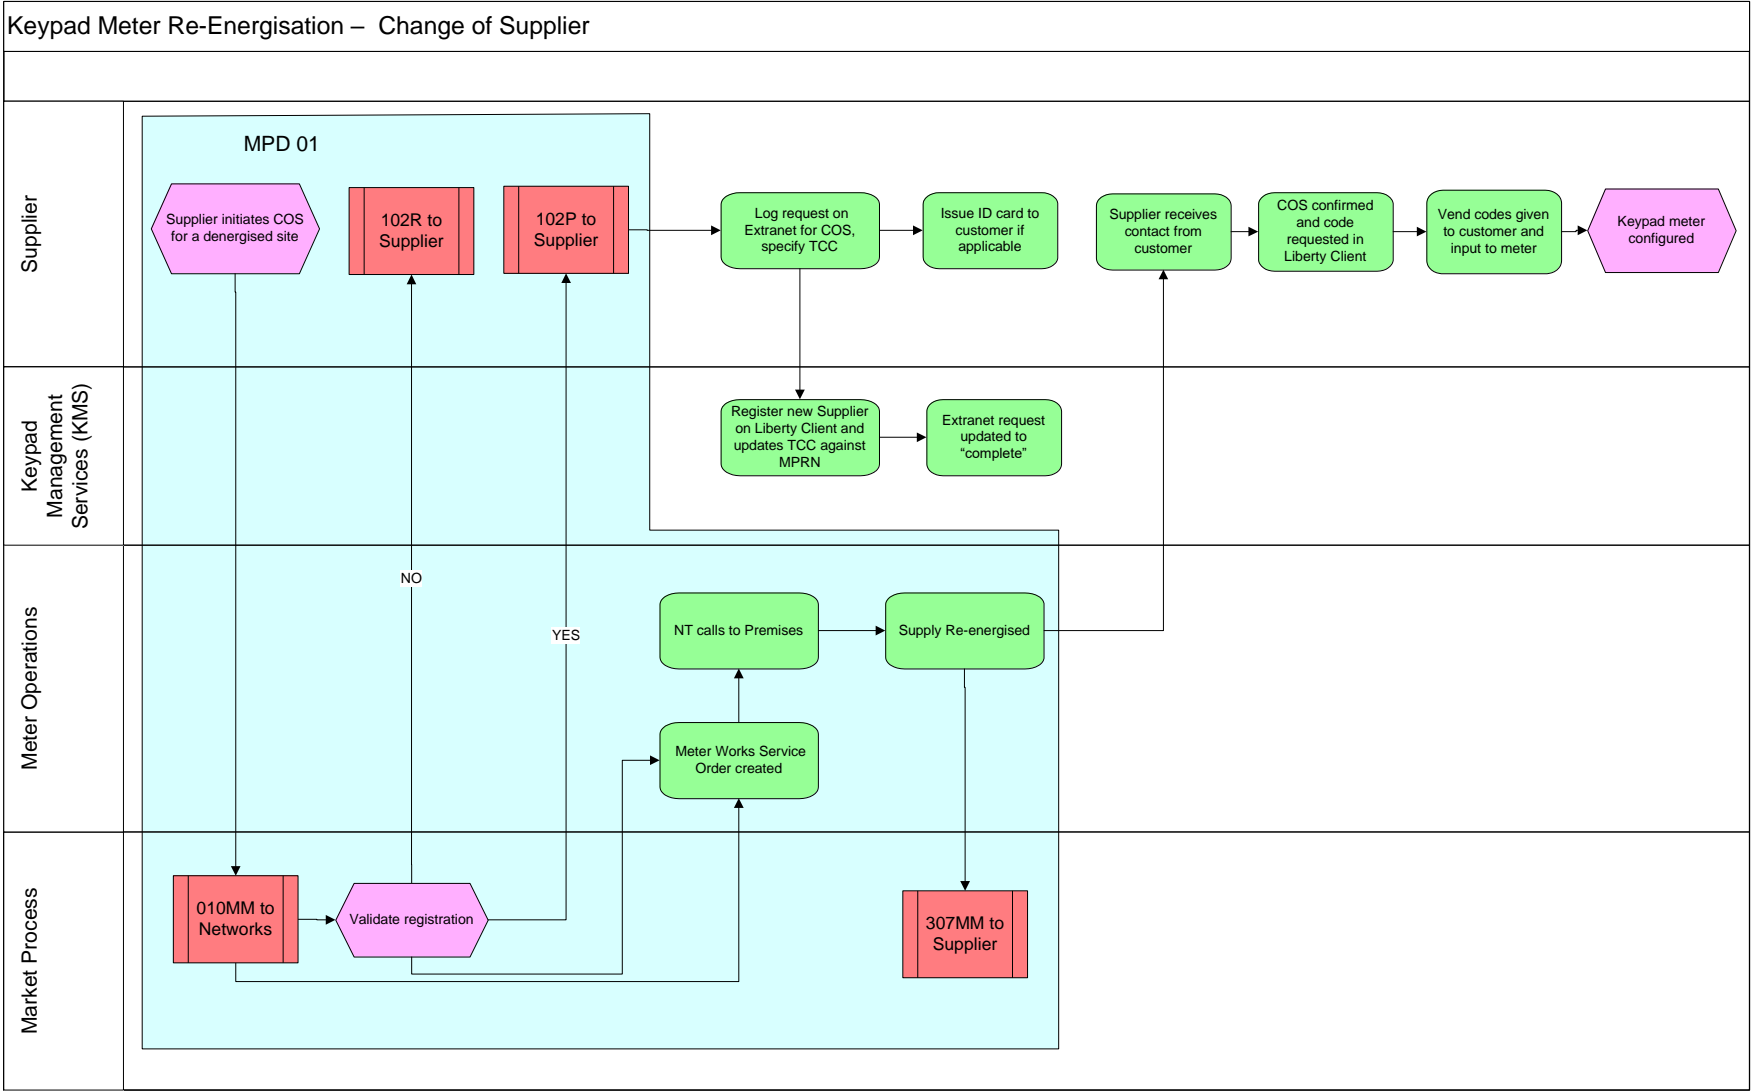 Keypad Meter Re-Energisation – Change of Supplier
Supplier
MPD 01
Supplier initiates COS
for a denergised site
102R to
Supplier
102P to
Supplier
Log request on
Extranet for COS,
specify TCC
Issue ID card to
customer if
applicable
Supplier receives
contact from
customer
COS confirmed
and code
requested in
Liberty Client
Vend codes given
to customer and
input to meter
Keypad meter
configured
Keypad
Management
Services (KMS)
Register new Supplier
on Liberty Client and
updates TCC against
MPRN
Extranet request
updated to
“complete”
Meter Operations
NO
YES
NT calls to Premises
Supply Re-energised
Meter Works Service
Order created
Market Process
010MM to
Networks
Validate registration
307MM to
Supplier